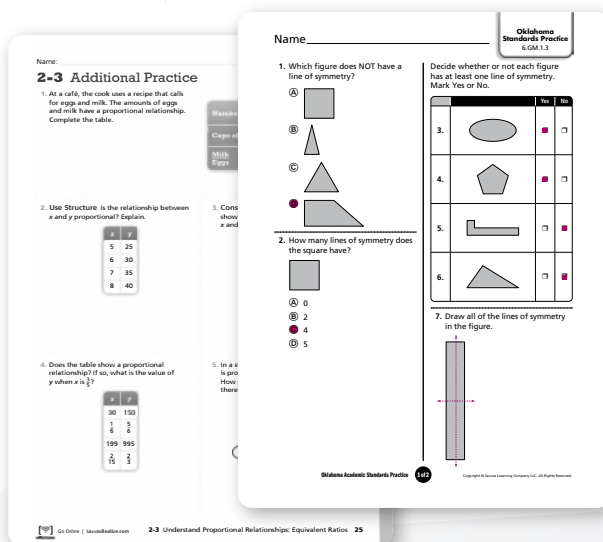 Name:
2-3 Additional Practice
1. At a café, the cook uses a recipe that calls
for eggs and milk. The amounts of eggs
and milk have a proportional relationship.
Complete the table.
Milk
Eggs
2. Use Structure Is the relationship between
x and y proportional? Explain.
x y
5 25
6 30
7 35
8 40
3.
x and
4. Does the table show a proportional
relationship? If so, what is the value of
y when x is 3/5?
x y
30 150
1/6 5/6
199 995
2/15 2/3
5. In a s
is pro
How
there
Go Online | SavvasRealize.com
2-3 Understand Proportional Relationships: Equivalent Ratios 25
Name
Oklahoma
Standards Practice
6.GM.1.3
1. Which figure does NOT have a
line of symmetry?
A
B
C
D
2. How many lines of symmetry does
the square have?
A 0
B 2
C 4
D 5
Decide whether or not each figure
has at least one line of symmetry.
Mark Yes or No.
Yes No
3.
4.
5.
6.
7. Draw all of the lines of symmetry
in the figure.
Oklahoma Academic Standards Practice 1 of 2
Copyright © Savvas Learning Company LLC. All Rights Reserved.